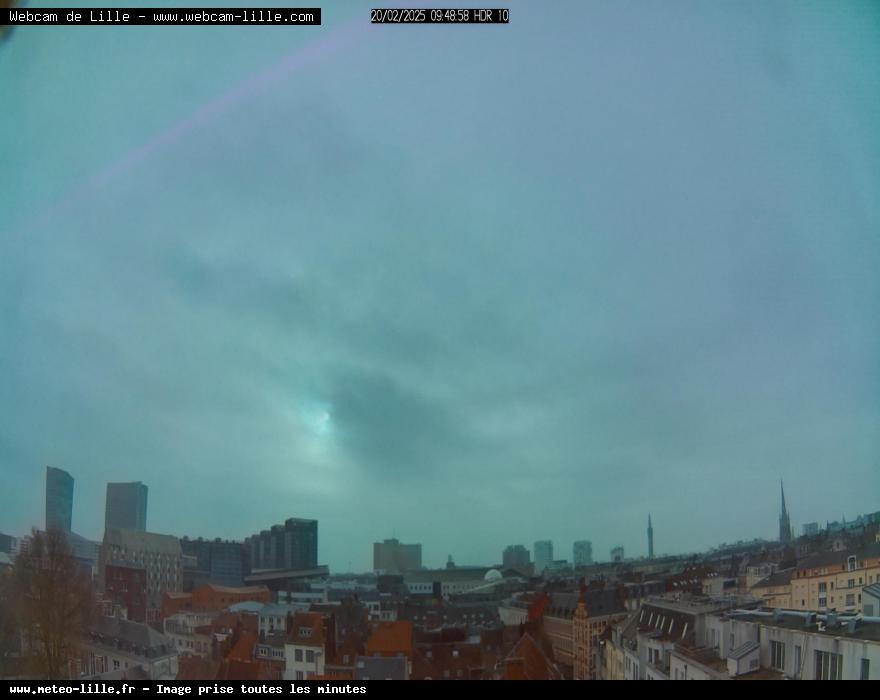 Webcam de Lille - www.webcam-lille.com
20/02/2025 09:48:58 HDR 10
www.meteo-lille.fr - Image prise toutes les minutes